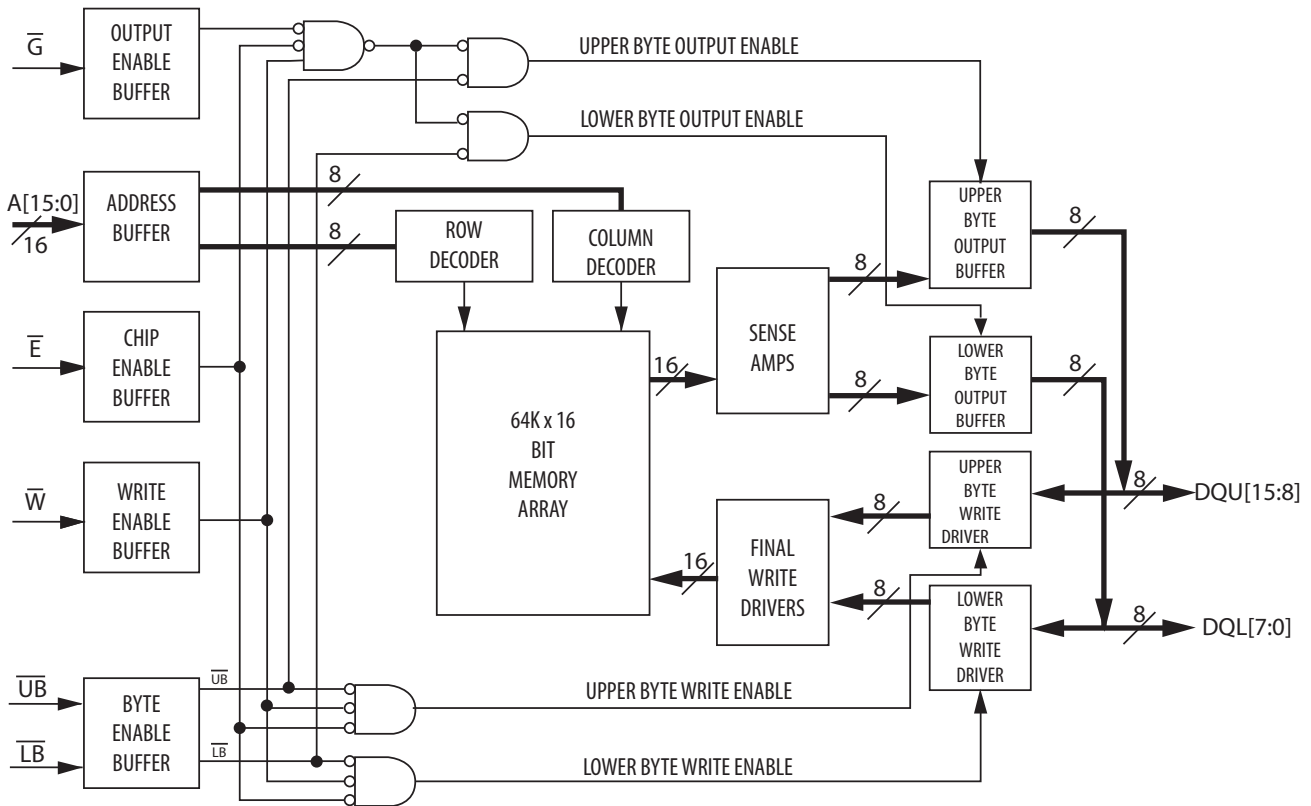 G̅
OUTPUT
ENABLE
BUFFER
UPPER BYTE OUTPUT ENABLE
LOWER BYTE OUTPUT ENABLE
A[15:0]
16
ADDRESS
BUFFER
8
8
ROW
DECODER
COLUMN
DECODER
UPPER
BYTE
OUTPUT
BUFFER
8
E̅
CHIP
ENABLE
BUFFER
64K x 16
BIT
MEMORY
ARRAY
16
SENSE
AMPS
8
8
LOWER
BYTE
OUTPUT
BUFFER
8
W̅
WRITE
ENABLE
BUFFER
16
FINAL
WRITE
DRIVERS
8
8
UPPER
BYTE
WRITE
DRIVER
8
DQU[15:8]
LOWER
BYTE
WRITE
DRIVER
8
DQL[7:0]
U̅B̅
L̅B̅
BYTE
ENABLE
BUFFER
U̅B̅
L̅B̅
UPPER BYTE WRITE ENABLE
LOWER BYTE WRITE ENABLE